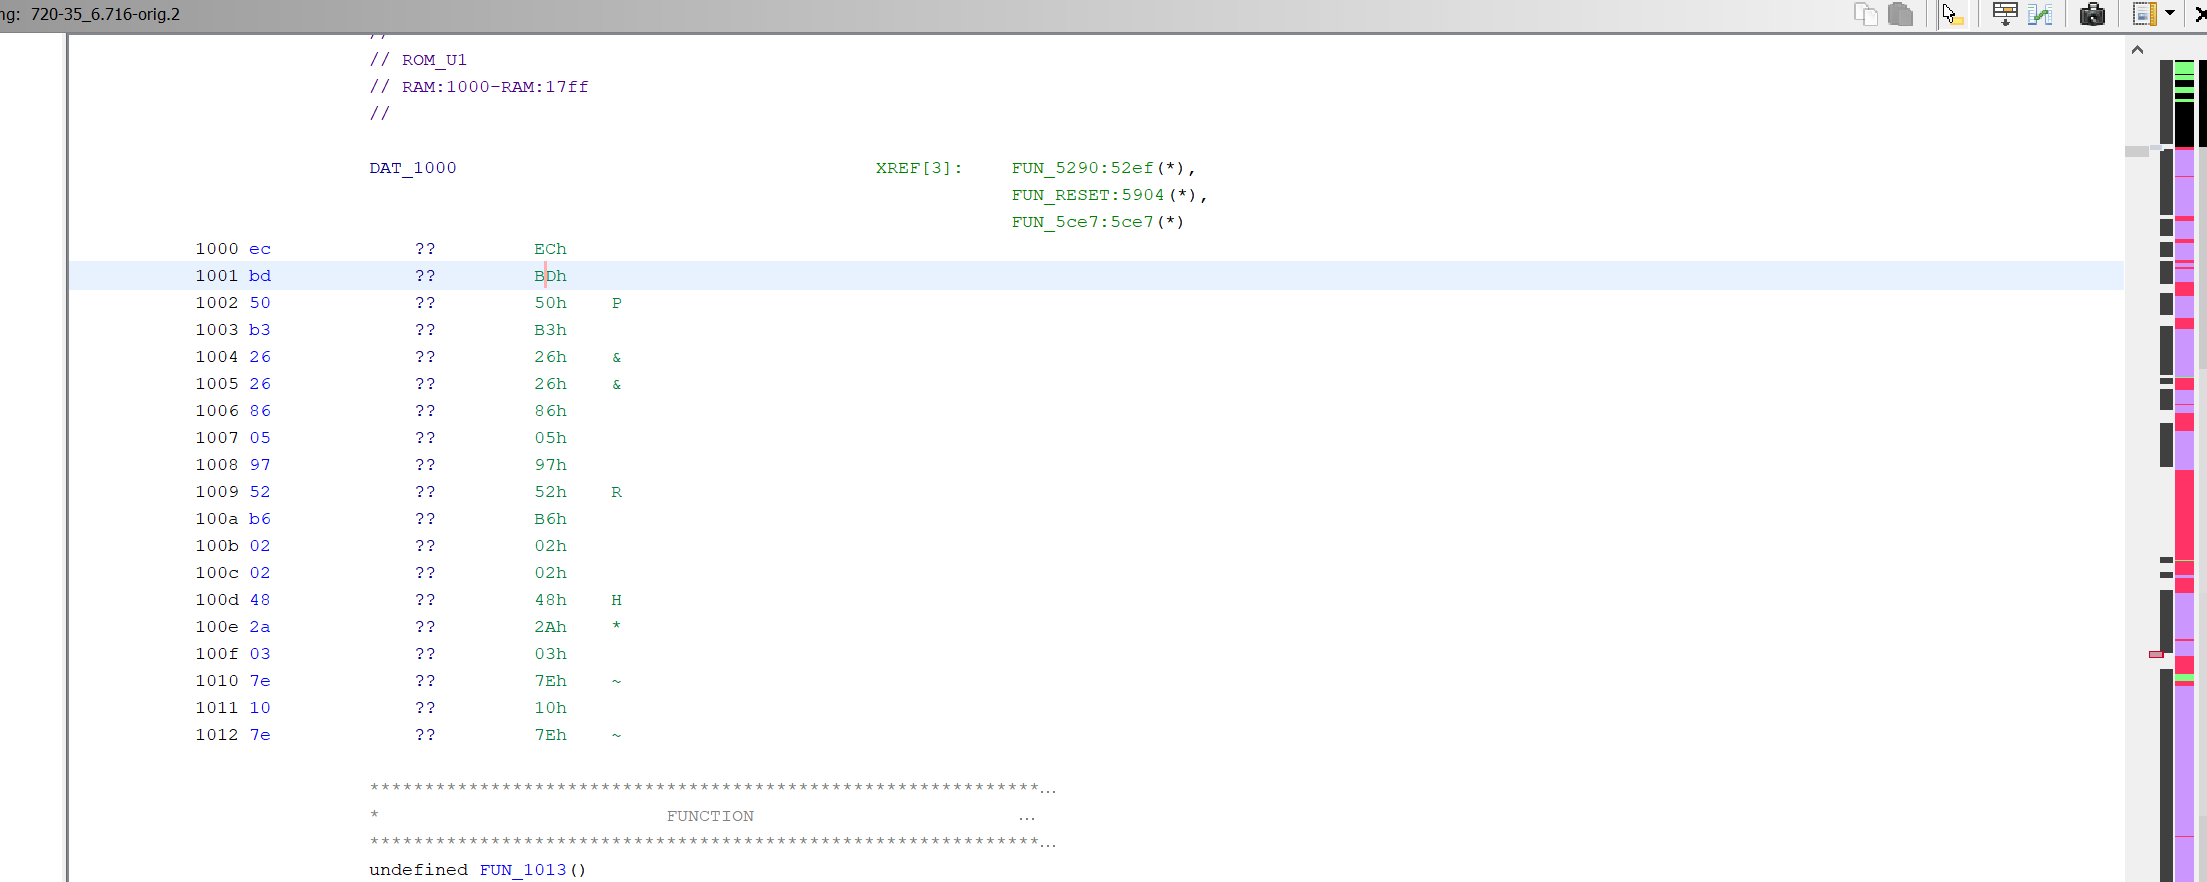 ng: 720-35_6.716-orig.2
//
// ROM_U1
// RAM:1000-RAM:17ff
//
DAT_1000 XREF[3]: FUN_5290:52ef(*),
FUN_RESET:5904(*),
FUN_5ce7:5ce7(*)
1000 ec ?? ECh
1001 bd ?? BDh
1002 50 ?? 50h P
1003 b3 ?? B3h
1004 26 ?? 26h &
1005 26 ?? 26h &
1006 86 ?? 86h
1007 05 ?? 05h
1008 97 ?? 97h
1009 52 ?? 52h R
100a b6 ?? B6h
100b 02 ?? 02h
100c 02 ?? 02h
100d 48 ?? 48h H
100e 2a ?? 2Ah *
100f 03 ?? 03h
1010 7e ?? 7Eh ~
1011 10 ?? 10h
1012 7e ?? 7Eh ~
*************************************************************...
* FUNCTION ...
*************************************************************...
undefined FUN_1013()